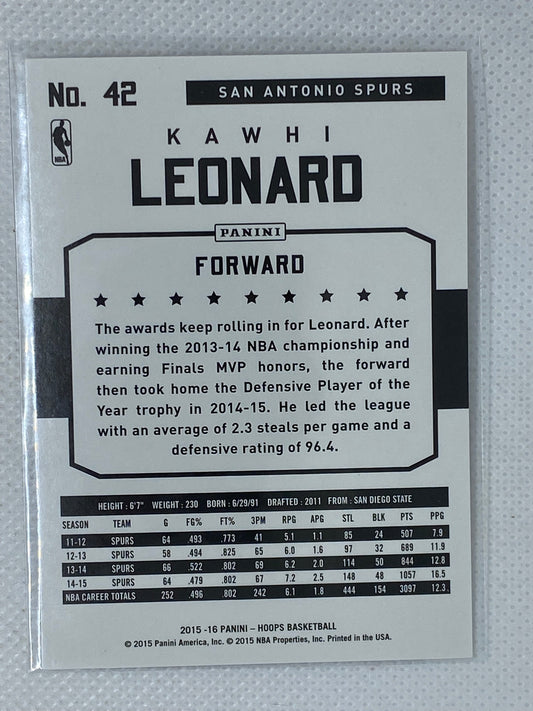 No. 42
SAN ANTONIO SPURS
NBA
KAWHI
LEONARD
PANINI
FORWARD
The awards keep rolling in for Leonard. After
winning the 2013-14 NBA championship and
earning Finals MVP honors, the forward
then took home the Defensive Player of the
Year trophy in 2014-15. He led the league
with an average of 2.3 steals per game and a
defensive rating of 96.4.
HEIGHT : 6'7" WEIGHT : 230 BORN : 6/29/91 DRAFTED : 2011 FROM : SAN DIEGO STATE
SEASON TEAM G FG% FT% 3PM RPG APG STL BLK PTS PPG
11-12 SPURS 64 .493 .773 41 5.1 1.1 85 24 507 7.9
12-13 SPURS 58 .494 .825 65 6.0 1.6 97 32 689 11.9
13-14 SPURS 66 .522 .802 69 6.2 2.0 114 50 844 12.8
14-15 SPURS 64 .479 .802 67 7.2 2.5 148 48 1057 16.5
NBA CAREER TOTALS 252 .496 .802 242 6.1 1.8 444 154 3097 12.3
2015 -16 PANINI – HOOPS BASKETBALL
© 2015 Panini America, Inc. © 2015 NBA Properties, Inc. Printed in the USA.